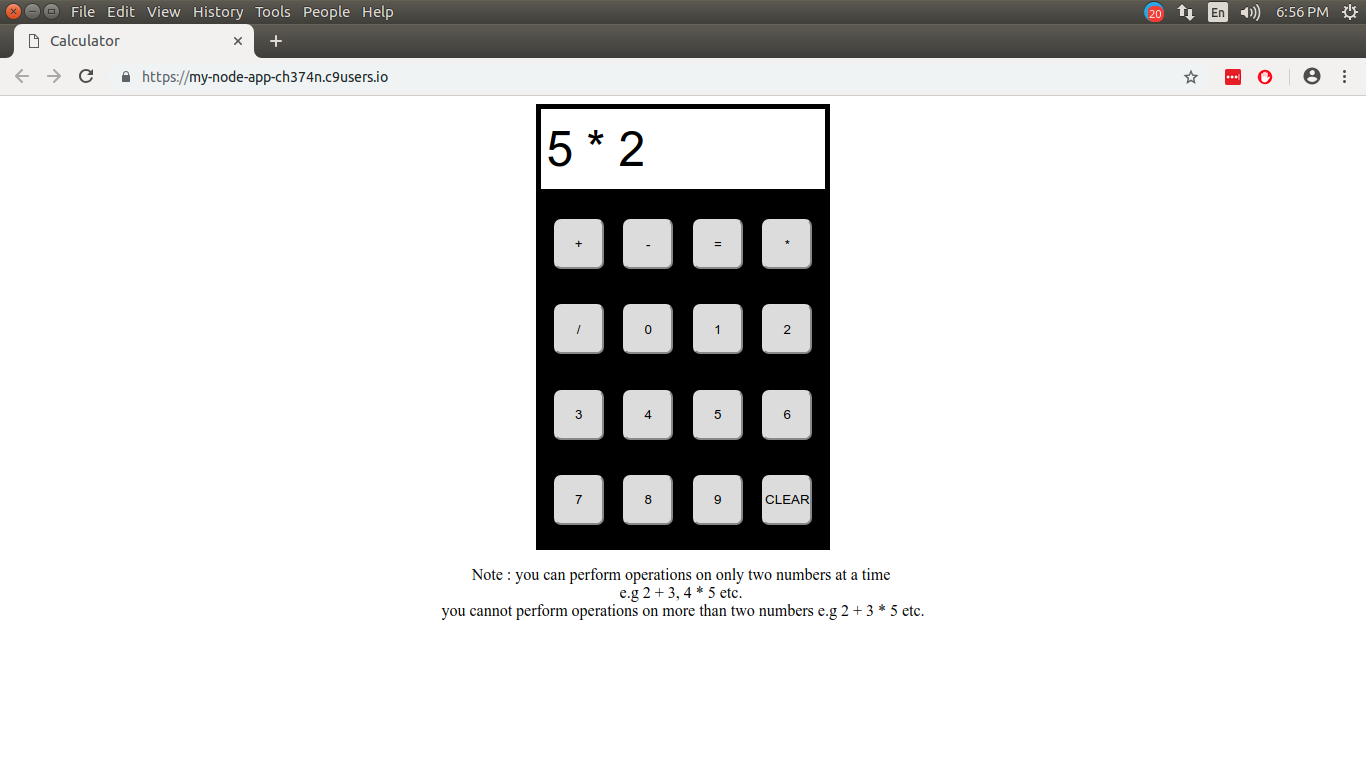 File Edit View History Tools People Help
20 En 6:56 PM
Calculator
https://my-node-app-ch374n.c9users.io
5 * 2
+ - = *
/ 0 1 2
3 4 5 6
7 8 9 CLEAR
Note : you can perform operations on only two numbers at a time
e.g 2 + 3, 4 * 5 etc.
you cannot perform operations on more than two numbers e.g 2 + 3 * 5 etc.